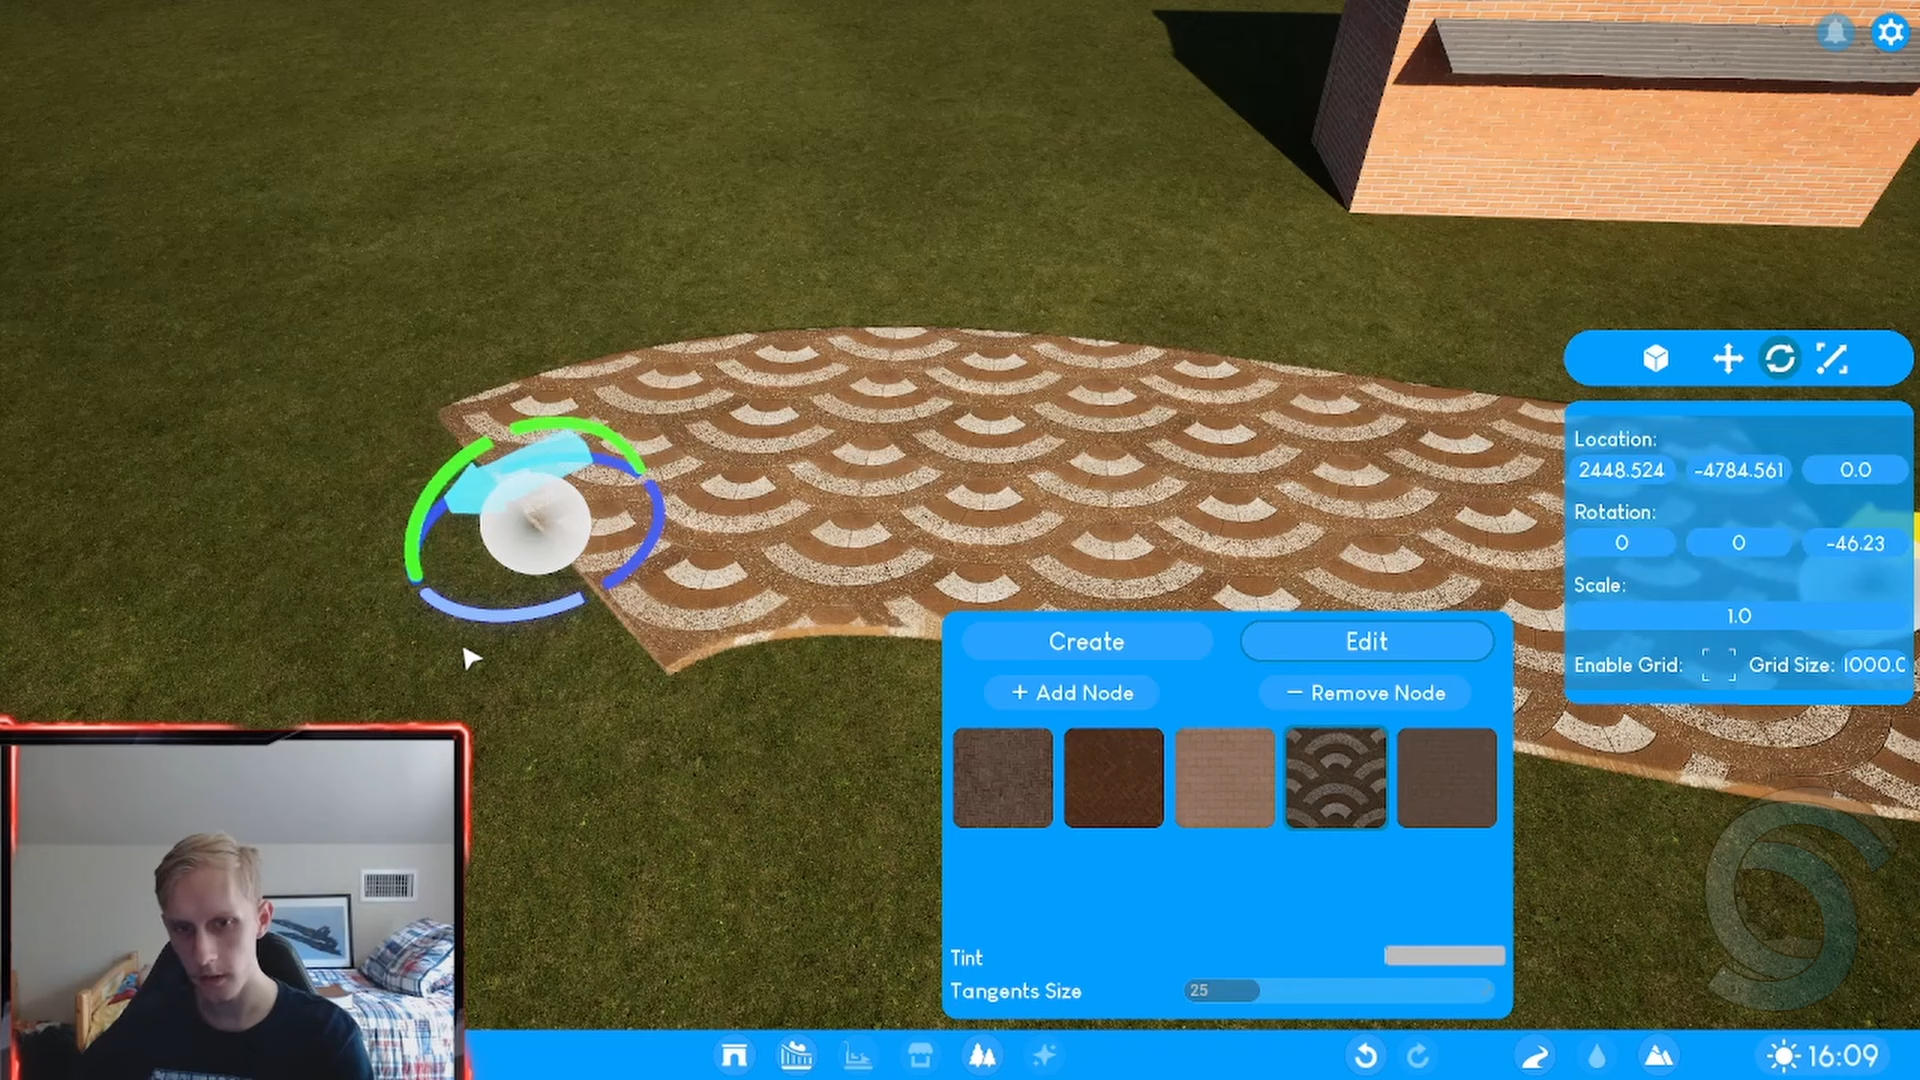 Location:
2448.524 -4784.561 0.0
Rotation:
0 0 -46.23
Scale:
1.0
Enable Grid: Grid Size: 1000.0
Create Edit
+ Add Node − Remove Node
Tint
Tangents Size 25
16:09